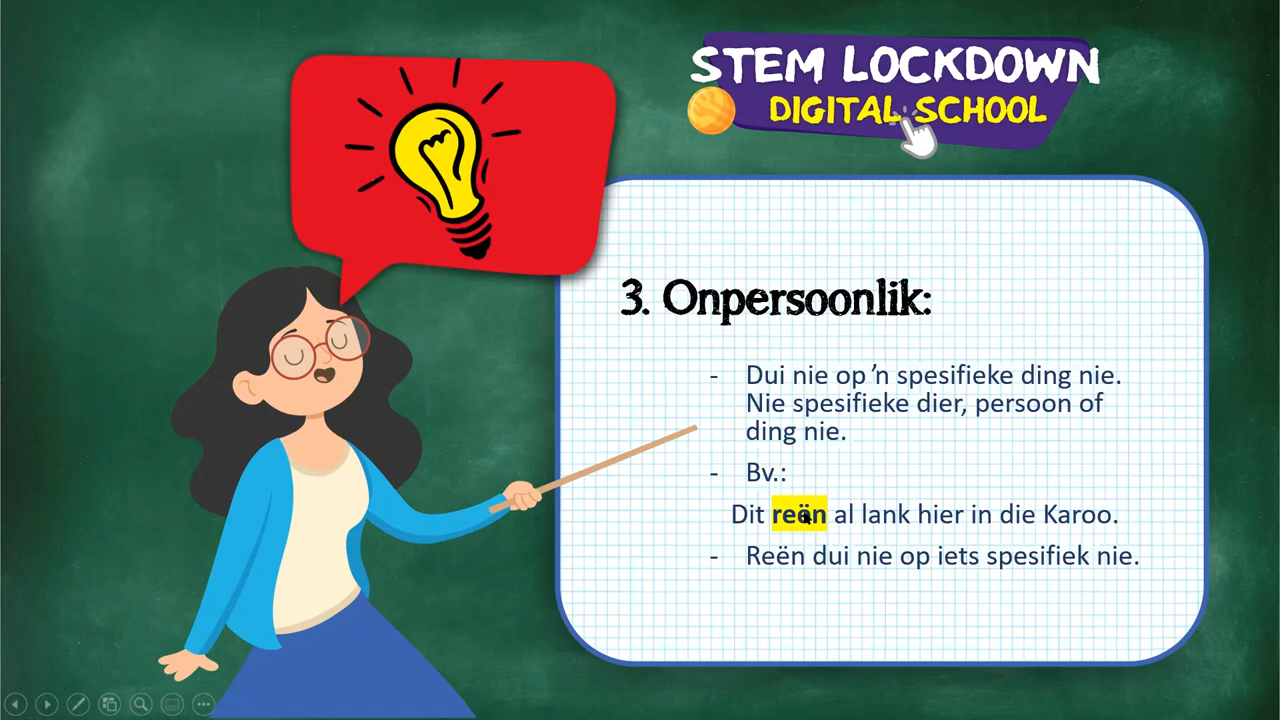 STEM LOCKDOWN
DIGITAL SCHOOL
3. Onpersoonlik:
- Dui nie op 'n spesifieke ding nie.
Nie spesifieke dier, persoon of
ding nie.
- Bv.:
Dit reën al lank hier in die Karoo.
- Reën dui nie op iets spesifiek nie.